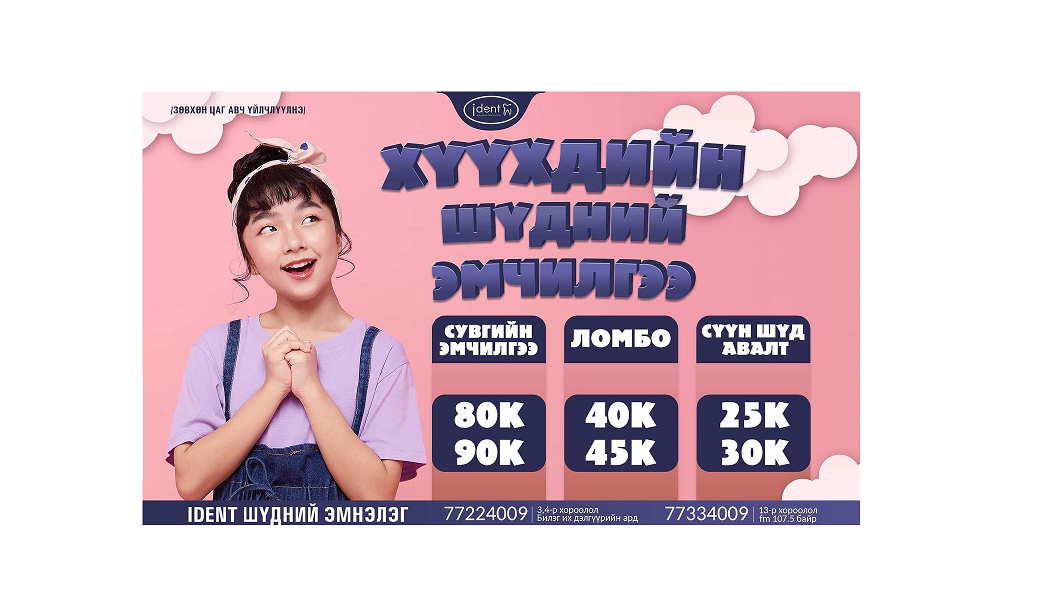 /ЗӨВХӨН ЦАГ АВЧ ҮЙЛЧЛҮҮЛНЭ/
ident
ХҮҮХДИЙН
ШҮДНИЙ
ЭМЧИЛГЭЭ
СУВГИЙН
ЭМЧИЛГЭЭ
80K
90K
ЛОМБО
40K
45K
СҮҮН ШҮД
АВАЛТ
25K
30K
IDENT ШҮДНИЙ ЭМНЭЛЭГ
77224009
3,4-р хороолол
Билэг их дэлгүүрийн ард
77334009
13-р хороолол
fm 107.5 байр